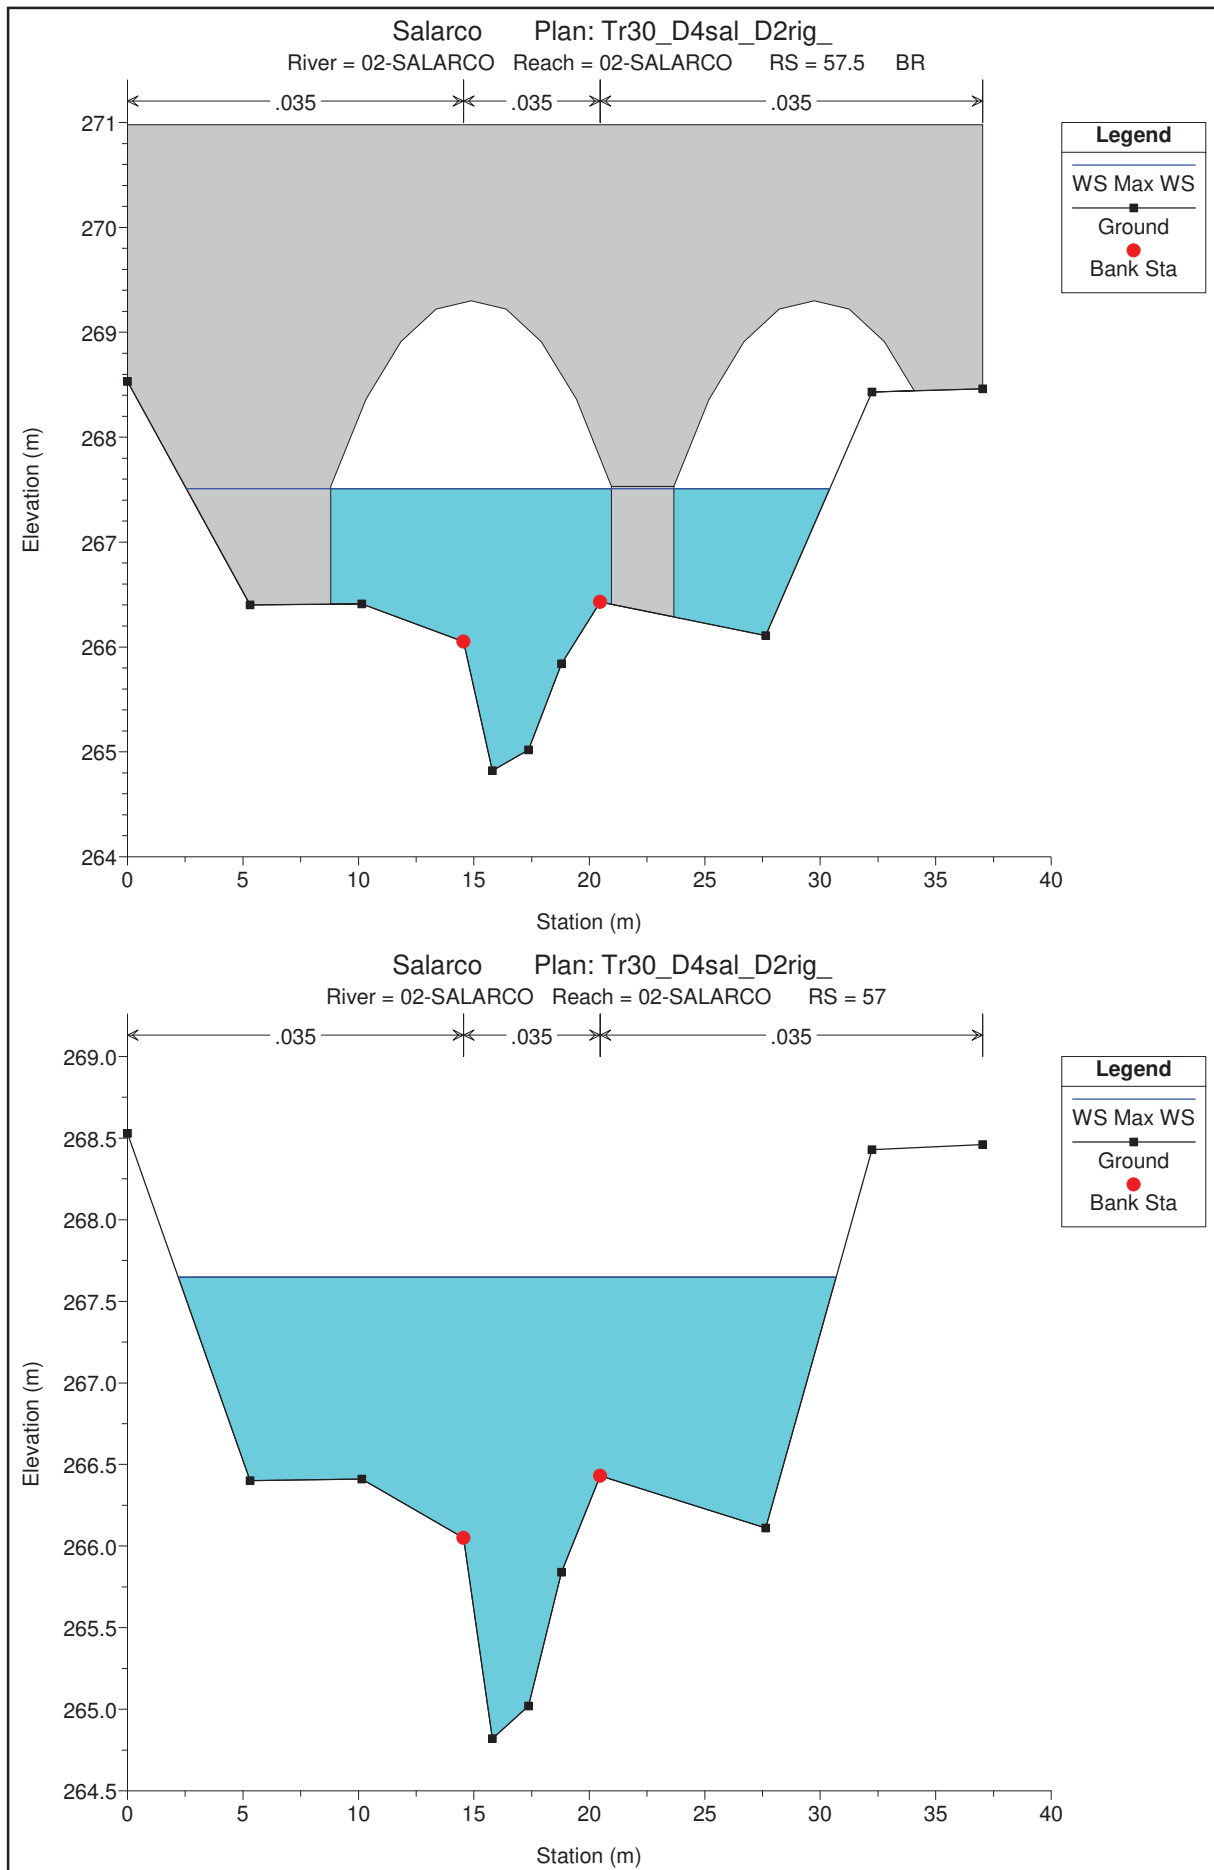 Salarco Plan: Tr30_D4sal_D2rig_
River = 02-SALARCO Reach = 02-SALARCO RS = 57.5 BR
.035 .035 .035
271
270
269
268
267
266
265
264
0 5 10 15 20 25 30 35 40
Elevation (m)
Station (m)
Legend
WS Max WS
Ground
Bank Sta
Salarco Plan: Tr30_D4sal_D2rig_
River = 02-SALARCO Reach = 02-SALARCO RS = 57
.035 .035 .035
269.0
268.5
268.0
267.5
267.0
266.5
266.0
265.5
265.0
264.5
0 5 10 15 20 25 30 35 40
Elevation (m)
Station (m)
Legend
WS Max WS
Ground
Bank Sta